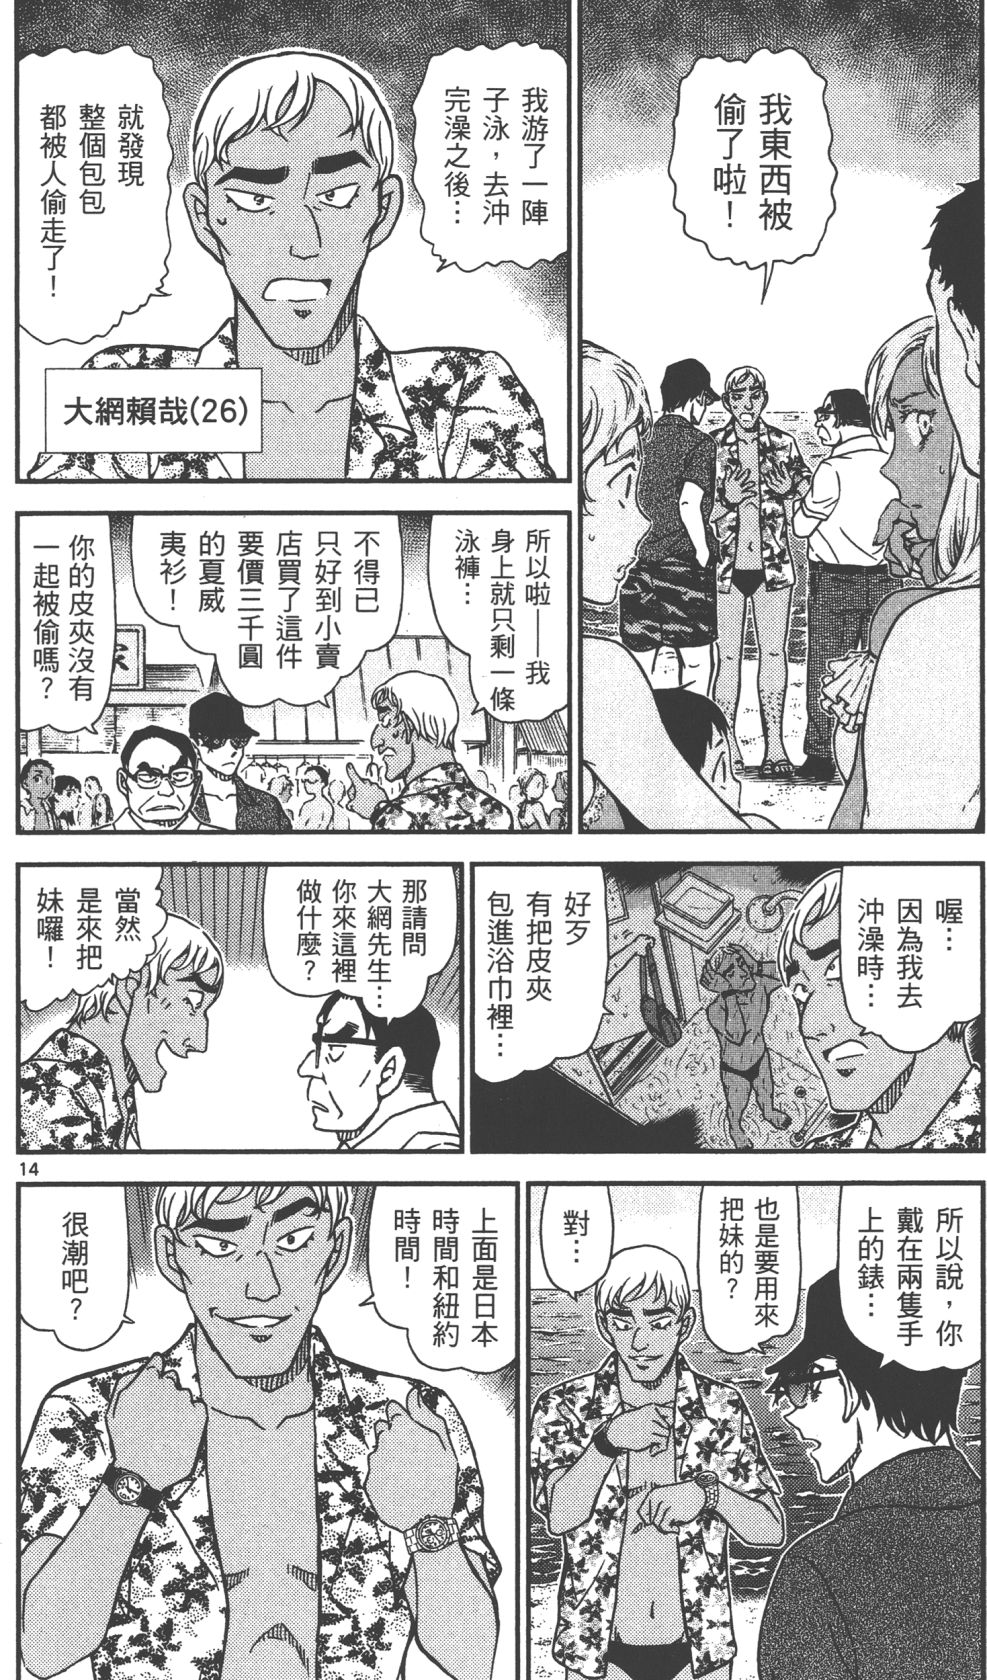 我東西被
偷了啦！
我游了一陣
子泳，去沖
完澡之後…
就發現
整個包包
都被人偷走了！
大網賴哉(26)
所以啦——我
身上就只剩一條
泳褲…
不得已
只好到小賣
店買了這件
要價三千圓
的夏威
夷衫！
你的皮夾沒有
一起被偷嗎？
喔…
因為我去
沖澡時…
好歹
有把皮夾
包進浴巾裡…
那請問
大網先生…
你來這裡
做什麼？
當然
是來把
妹囉！
14
所以說，你
戴在兩隻手
上的錶…
也是要用來
把妹的？
對…
上面是日本
時間和紐約
時間！
很潮吧？